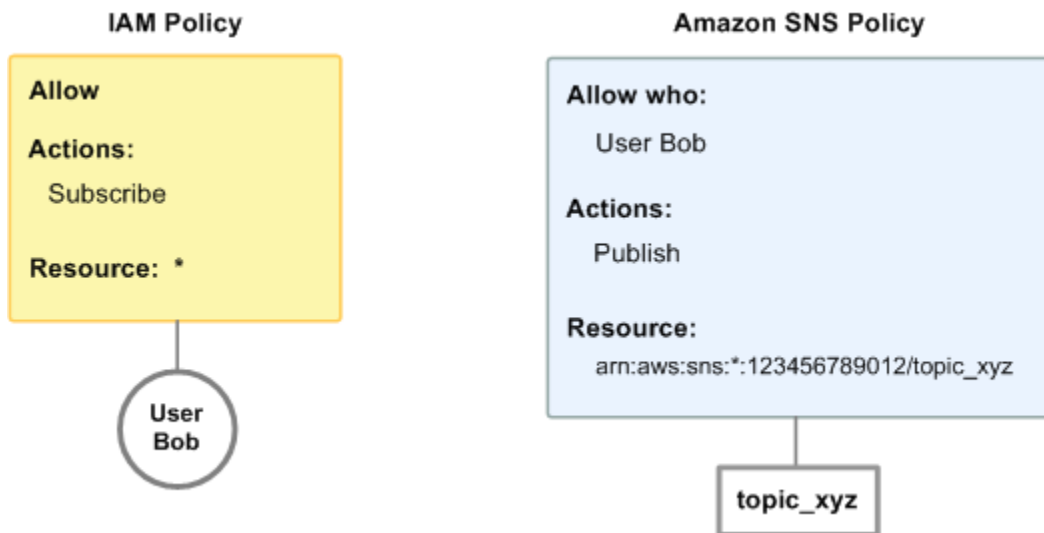 IAM Policy
Allow
Actions:
Subscribe
Resource: *
User
Bob
Amazon SNS Policy
Allow who:
User Bob
Actions:
Publish
Resource:
arn:aws:sns:*:123456789012/topic_xyz
topic_xyz